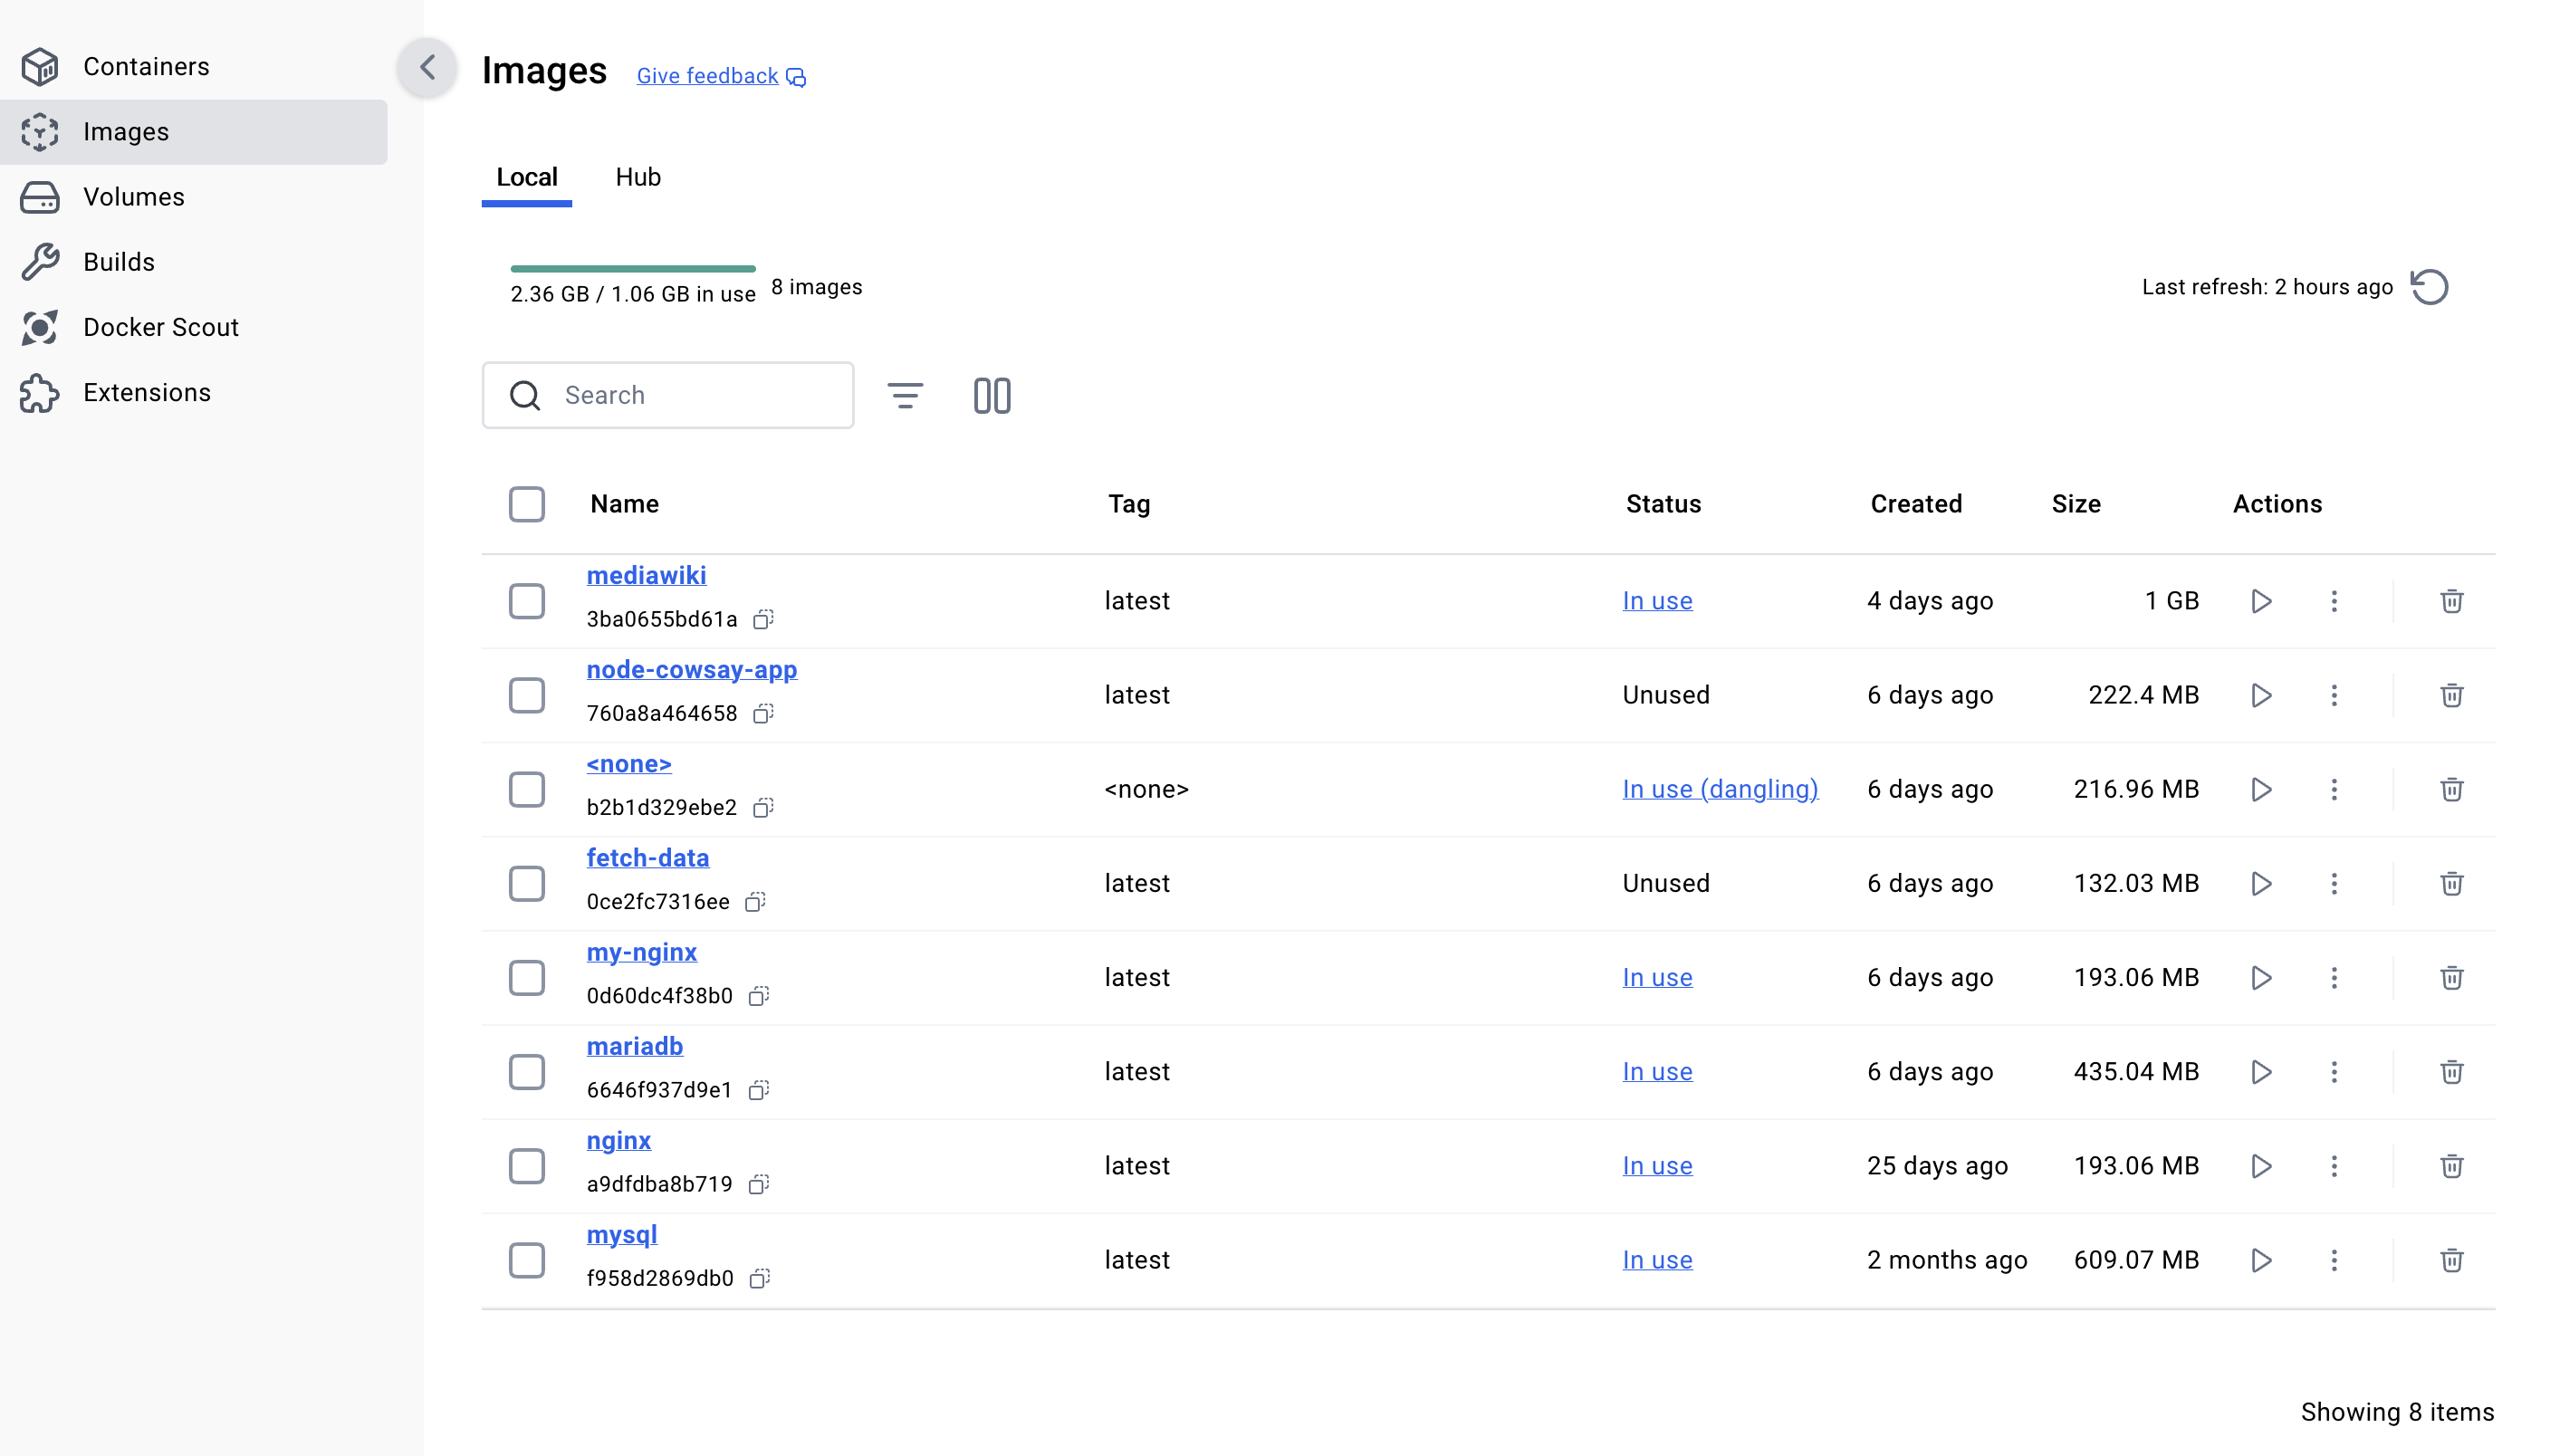 Containers
Images
Volumes
Builds
Docker Scout
Extensions
Images Give feedback
Local Hub
2.36 GB / 1.06 GB in use 8 images
Last refresh: 2 hours ago
Search
Name Tag Status Created Size Actions
mediawiki
3ba0655bd61a
latest In use 4 days ago 1 GB
node-cowsay-app
760a8a464658
latest Unused 6 days ago 222.4 MB
<none>
b2b1d329ebe2
<none> In use (dangling) 6 days ago 216.96 MB
fetch-data
0ce2fc7316ee
latest Unused 6 days ago 132.03 MB
my-nginx
0d60dc4f38b0
latest In use 6 days ago 193.06 MB
mariadb
6646f937d9e1
latest In use 6 days ago 435.04 MB
nginx
a9dfdba8b719
latest In use 25 days ago 193.06 MB
mysql
f958d2869db0
latest In use 2 months ago 609.07 MB
Showing 8 items